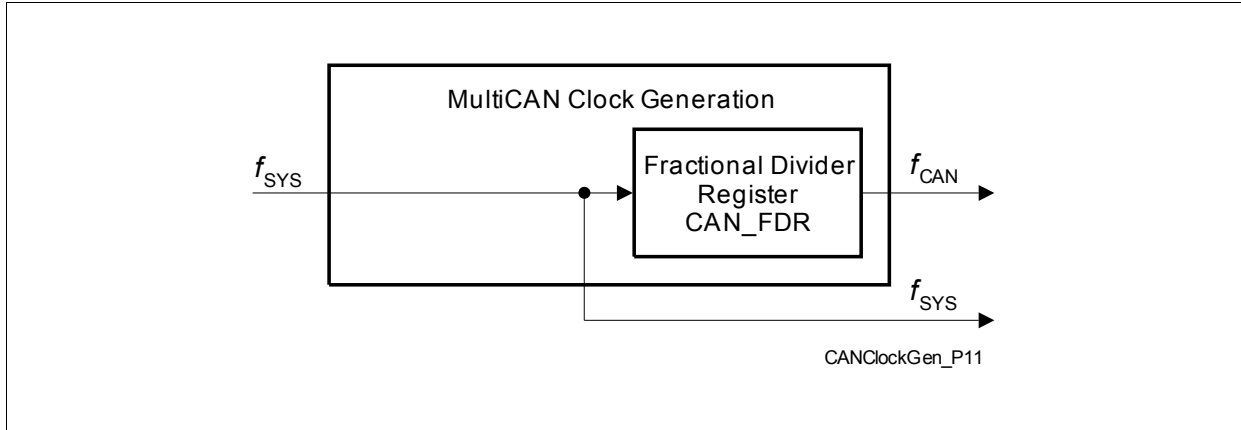 MultiCAN Clock Generation
fSYS
Fractional Divider
Register
CAN_FDR
fCAN
fSYS
CANClockGen_P11